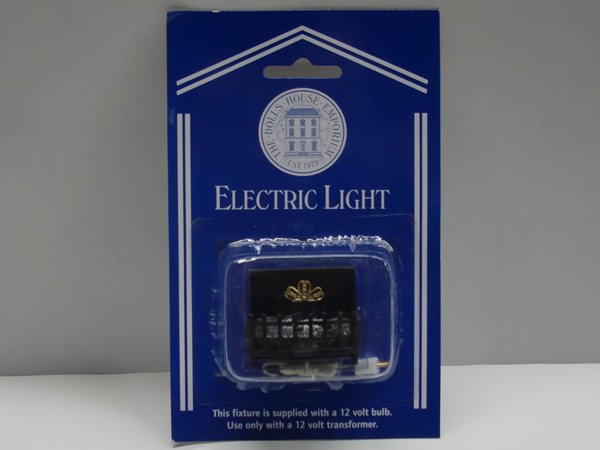 THE DOLLS HOUSE EMPORIUM
EST 1979
ELECTRIC LIGHT
This fixture is supplied with a 12 volt bulb.
Use only with a 12 volt transformer.